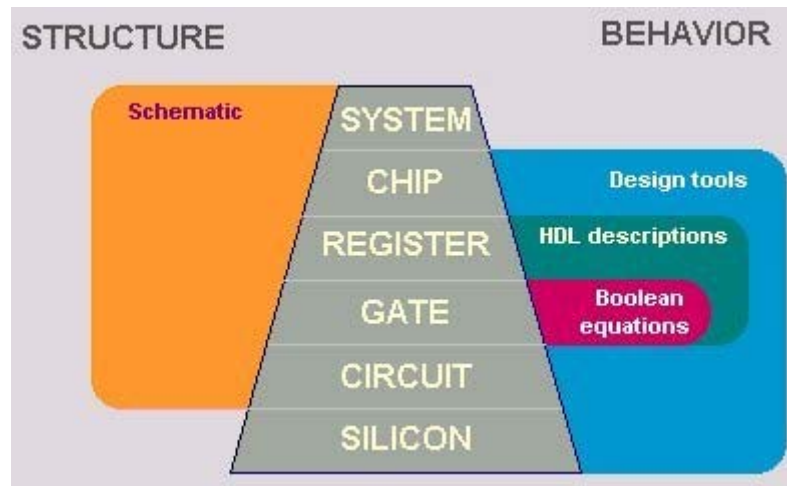 STRUCTURE
BEHAVIOR
Schematic
SYSTEM
CHIP
Design tools
REGISTER
HDL descriptions
GATE
Boolean
equations
CIRCUIT
SILICON